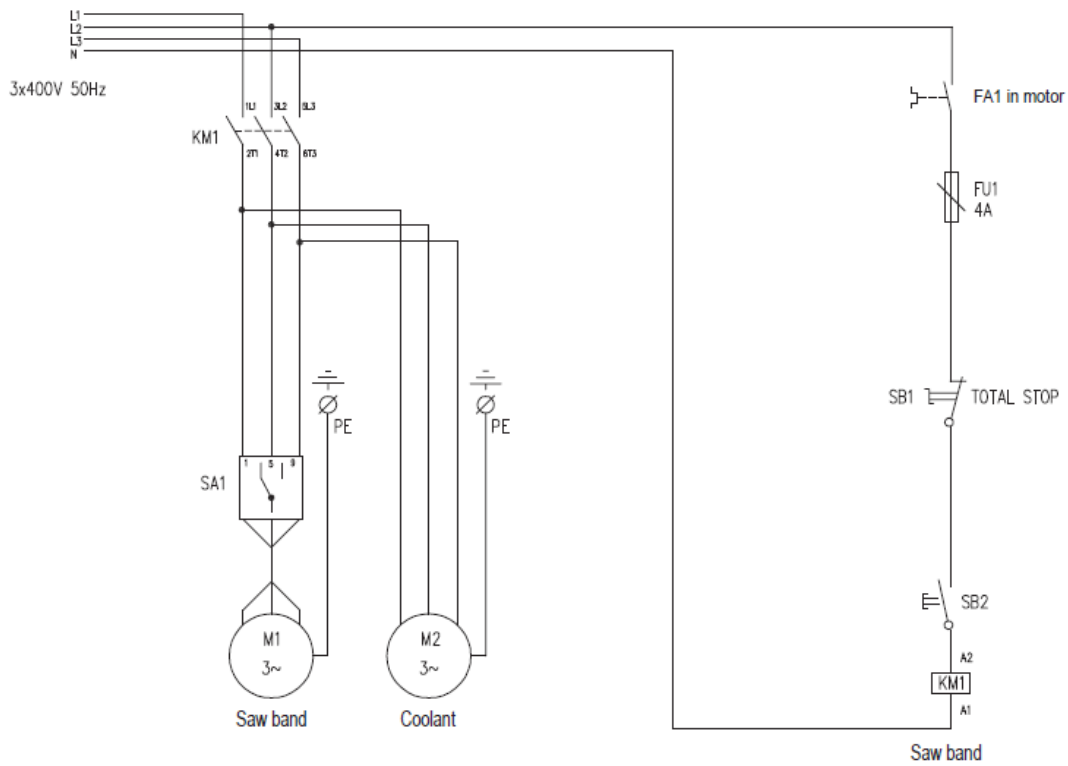 L1
L2
L3
N
3x400V 50Hz
1L1 3L2 5L3
KM1
2T1 4T2 6T3
FA1 in motor
FU1
4A
SB1 TOTAL STOP
PE PE
1 5 9
SA1
SB2
M1
3~
M2
3~
A2
KM1
A1
Saw band
Coolant
Saw band